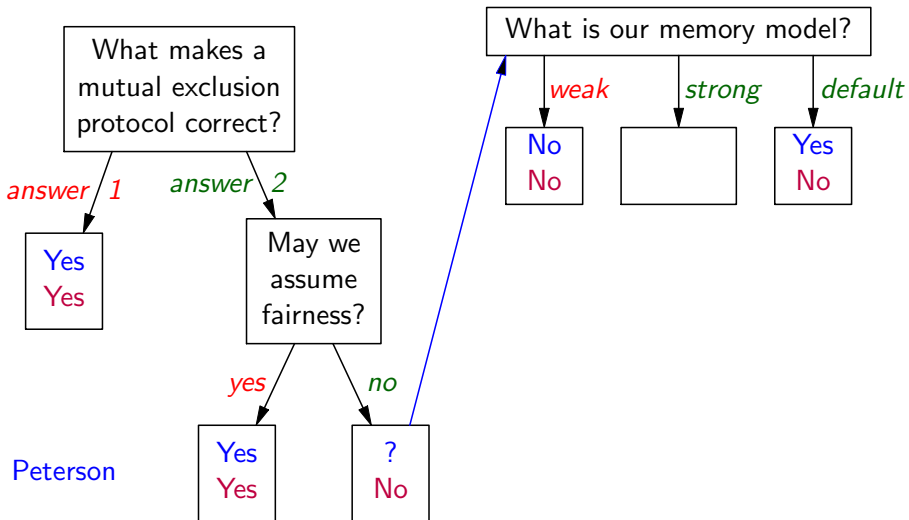 What makes a
mutual exclusion
protocol correct?
answer 1
answer 2
Yes
Yes
May we
assume
fairness?
yes
no
Yes
Yes
?
No
Peterson
What is our memory model?
weak
strong
default
No
No
Yes
No